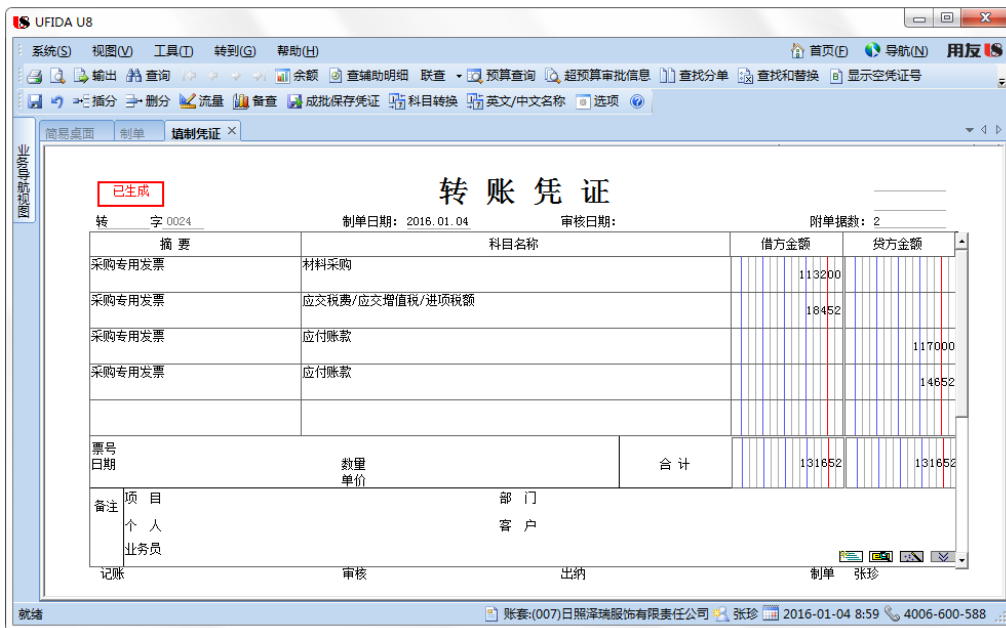 UFIDA U8
系统(S) 视图(V) 工具(T) 转到(G) 帮助(H) 首页(F) 导航(N) 用友
输出 查询 余额 查辅助明细 联查 预算查询 超预算审批信息 查找分单 查找和替换 显示空凭证号
插分 删分 流量 备查 成批保存凭证 科目转换 英文/中文名称 选项
简易桌面 制单 填制凭证
业务导航视图
已生成 转账凭证
转 字 0024 制单日期: 2016.01.04 审核日期: 附单据数: 2
摘要 科目名称 借方金额 贷方金额
采购专用发票 材料采购 113200
采购专用发票 应交税费/应交增值税/进项税额 18452
采购专用发票 应付账款 117000
采购专用发票 应付账款 14652
票号
日期 数量 合计 131652 131652
单价
备注 项目 部门
个人 客户
业务员
记账 审核 出纳 制单 张珍
就绪 账套:(007)日照泽瑞服饰有限责任公司 张珍 2016-01-04 8:59 4006-600-588